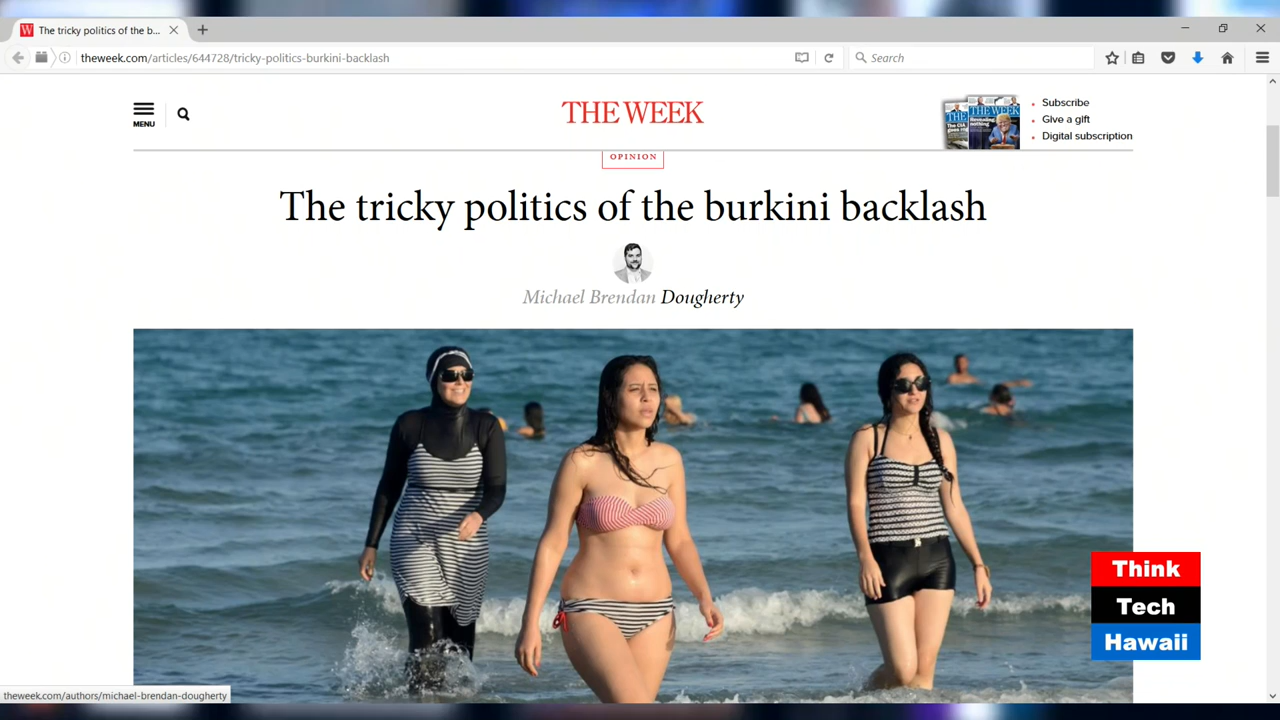 The tricky politics of the b...
theweek.com/articles/644728/tricky-politics-burkini-backlash
Search
MENU
THE WEEK
Subscribe
Give a gift
Digital subscription
OPINION
The tricky politics of the burkini backlash
Michael Brendan Dougherty
Think
Tech
Hawaii
theweek.com/authors/michael-brendan-dougherty